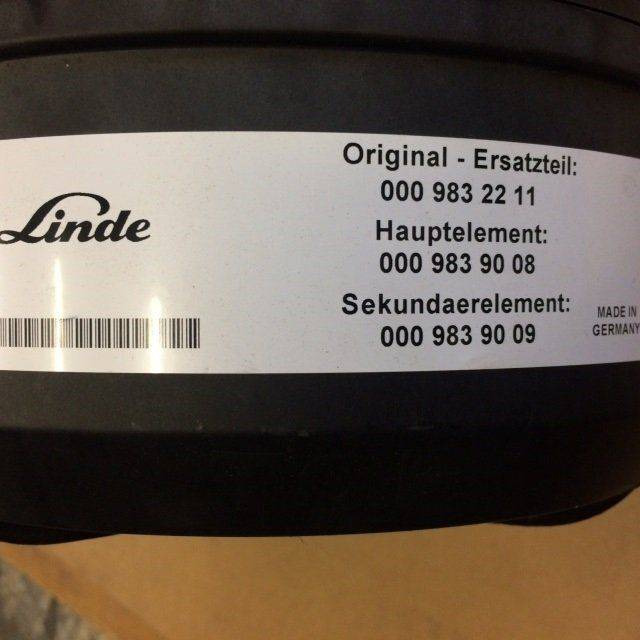 Linde
Original - Ersatzteil:
000 983 22 11
Hauptelement:
000 983 90 08
Sekundaerelement:
000 983 90 09
MADE IN
GERMANY